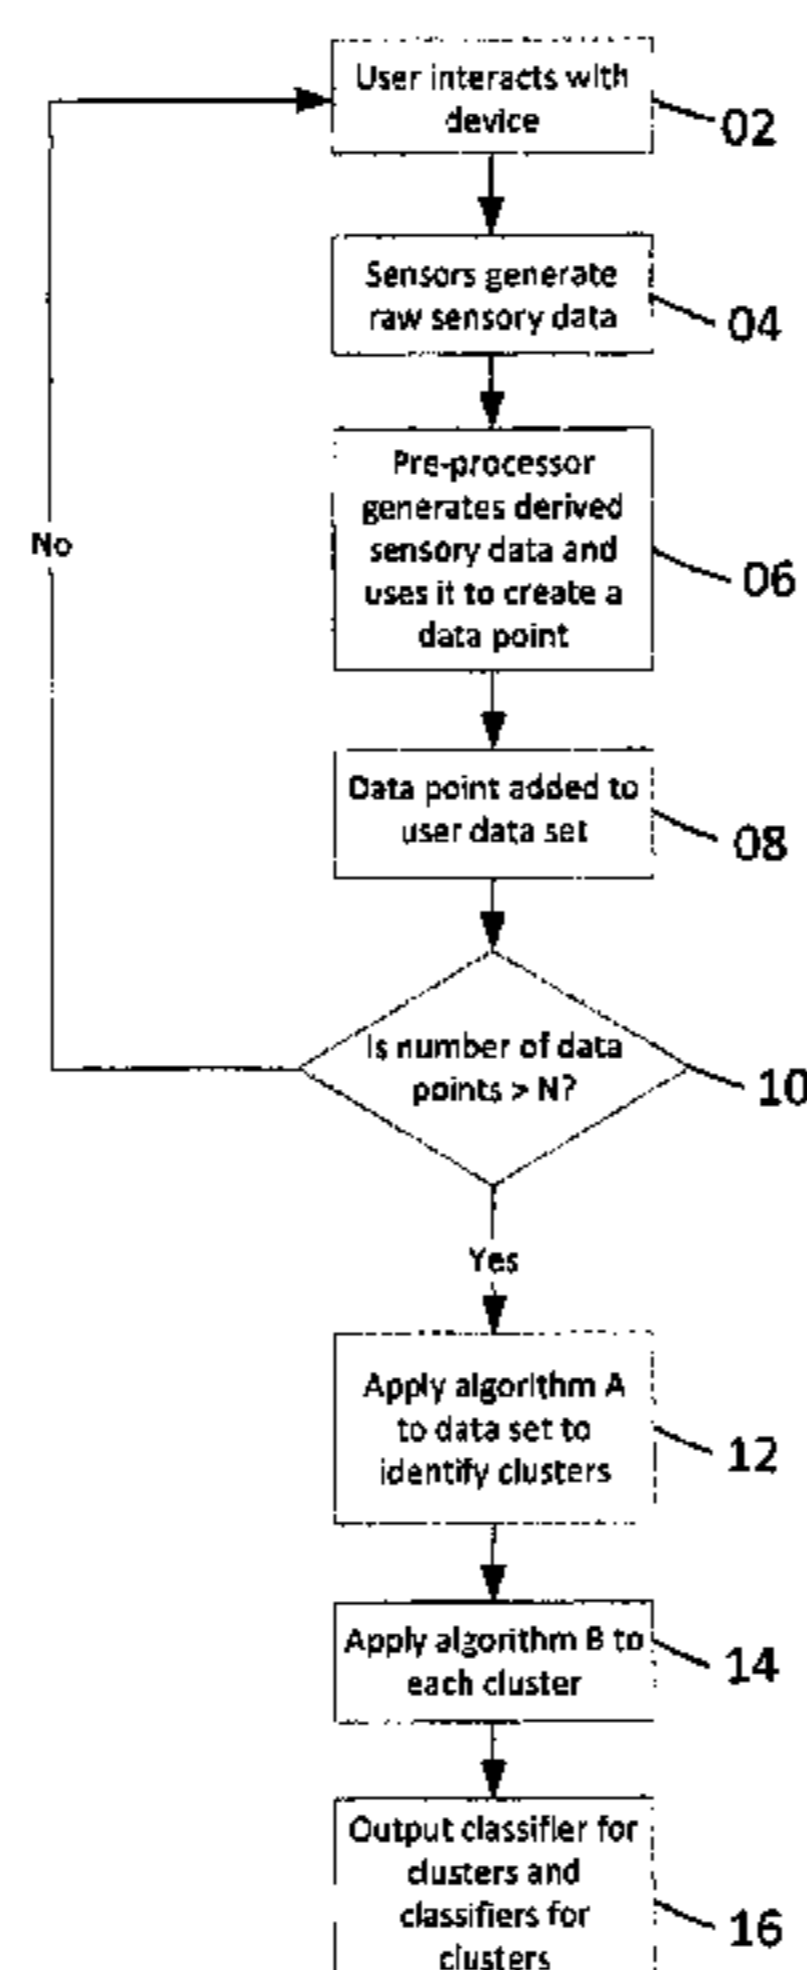 User interacts with
device
02
Sensors generate
raw sensory data
04
Pre-processor
generates derived
sensory data and
uses it to create a
data point
06
No
Data point added to
user data set
08
Is number of data
points > N?
10
Yes
Apply algorithm A
to data set to
identify clusters
12
Apply algorithm B to
each cluster
14
Output classifier for
clusters and
classifiers for
clusters
16